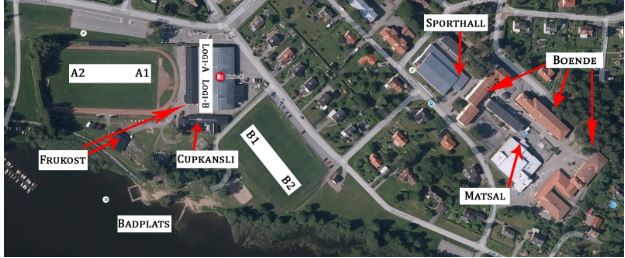 SPORTHALL
BOENDE
A2 A1
LOGI-A
LOGI-B
FRUKOST
CUPKANSLI
B1
B2
MATSAL
BADPLATS